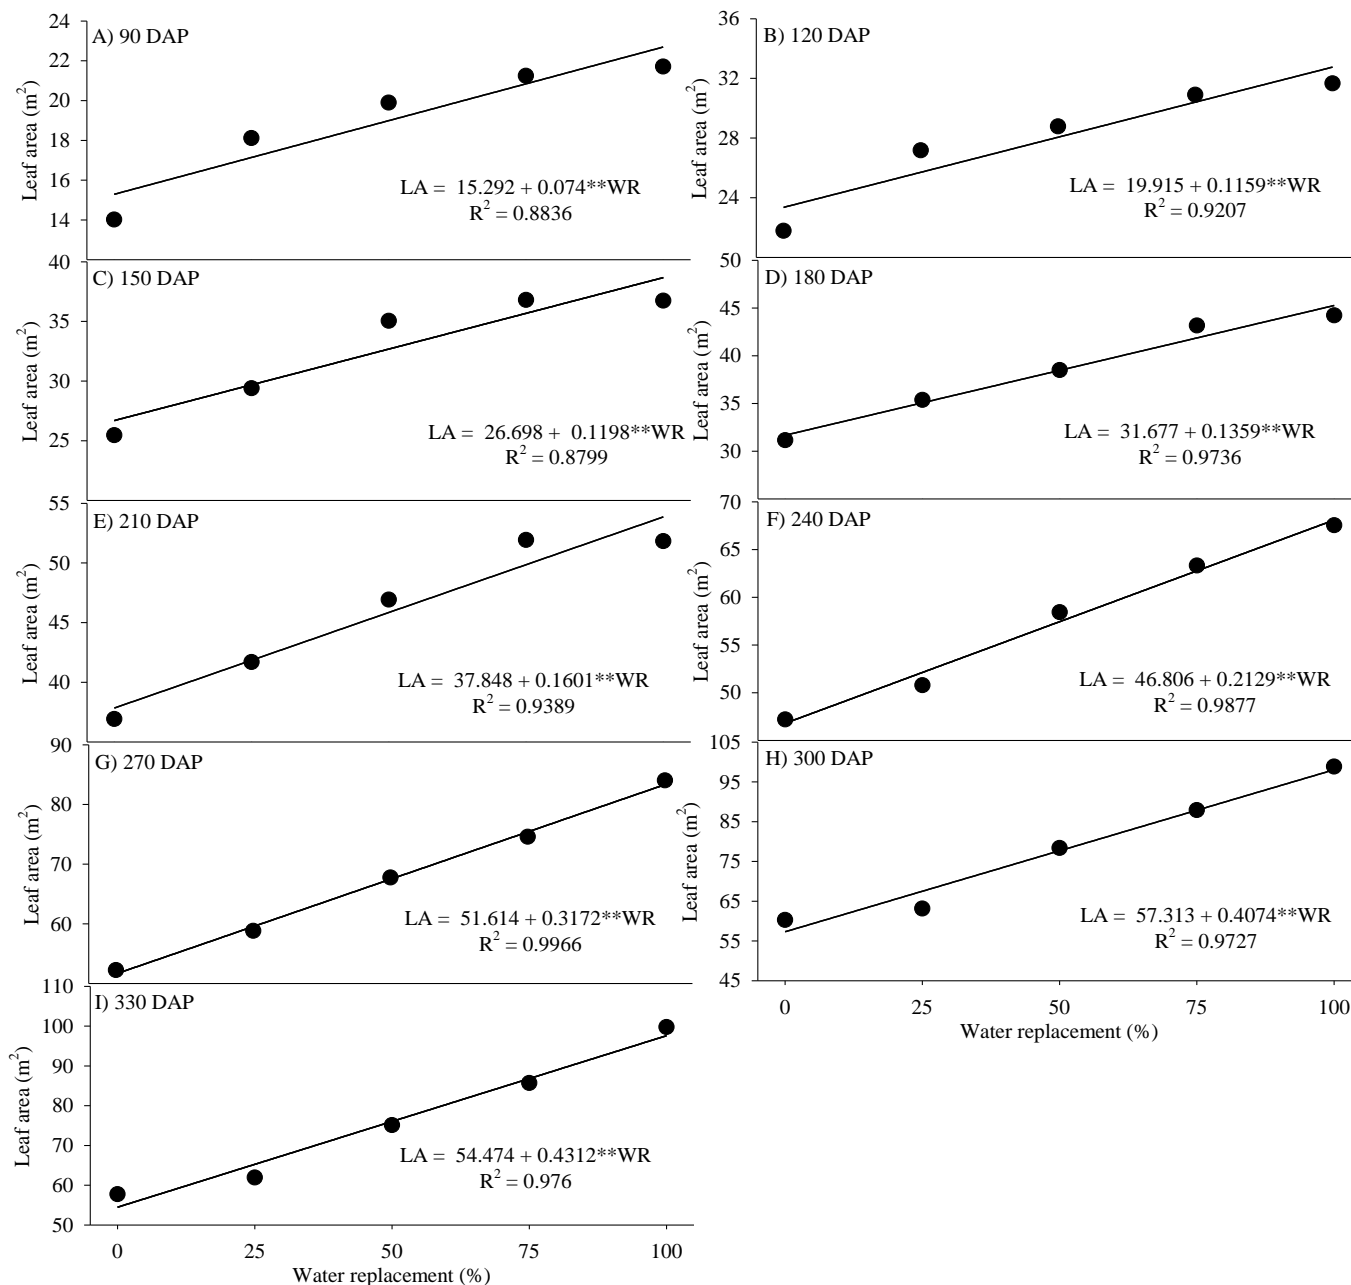 A) 90 DAP
24
22
20
18
16
14
Leaf area (m²)
LA = 15.292 + 0.074**WR
R² = 0.8836
B) 120 DAP
36
32
28
24
Leaf area (m²)
LA = 19.915 + 0.1159**WR
R² = 0.9207
C) 150 DAP
40
35
30
25
Leaf area (m²)
LA = 26.698 + 0.1198**WR
R² = 0.8799
D) 180 DAP
50
45
40
35
30
Leaf area (m²)
LA = 31.677 + 0.1359**WR
R² = 0.9736
E) 210 DAP
55
50
45
40
Leaf area (m²)
LA = 37.848 + 0.1601**WR
R² = 0.9389
F) 240 DAP
70
65
60
55
50
Leaf area (m²)
LA = 46.806 + 0.2129**WR
R² = 0.9877
G) 270 DAP
90
80
70
60
Leaf area (m²)
LA = 51.614 + 0.3172**WR
R² = 0.9966
H) 300 DAP
105
95
85
75
65
55
45
Leaf area (m²)
LA = 57.313 + 0.4074**WR
R² = 0.9727
0 25 50 75 100
Water replacement (%)
I) 330 DAP
110
100
90
80
70
60
50
Leaf area (m²)
LA = 54.474 + 0.4312**WR
R² = 0.976
0 25 50 75 100
Water replacement (%)